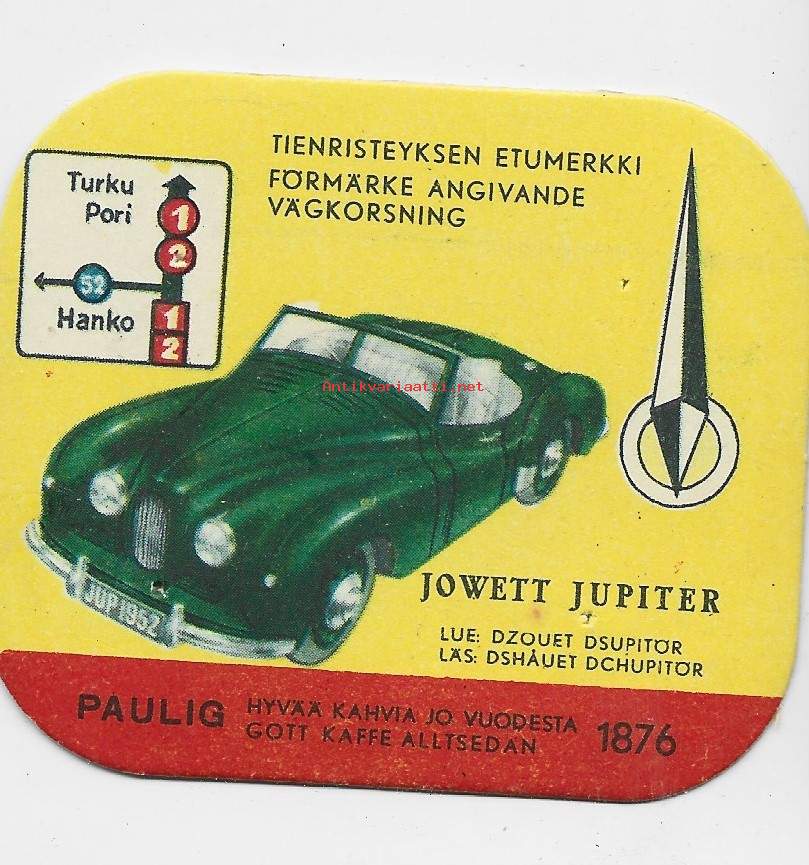 TIENRISTEYKSEN ETUMERKKI
FÖRMÄRKE ANGIVANDE
VÄGKORSNING
Turku
Pori
1
2
52
Hanko
1
2
Antikvariaatti.net
JUP 1952
JOWETT JUPITER
LUE: DZOUET DSUPITÖR
LÄS: DSHÅUET DCHUPITÖR
PAULIG
HYVÄÄ KAHVIA JO VUODESTA
GOTT KAFFE ALLTSEDAN
1876